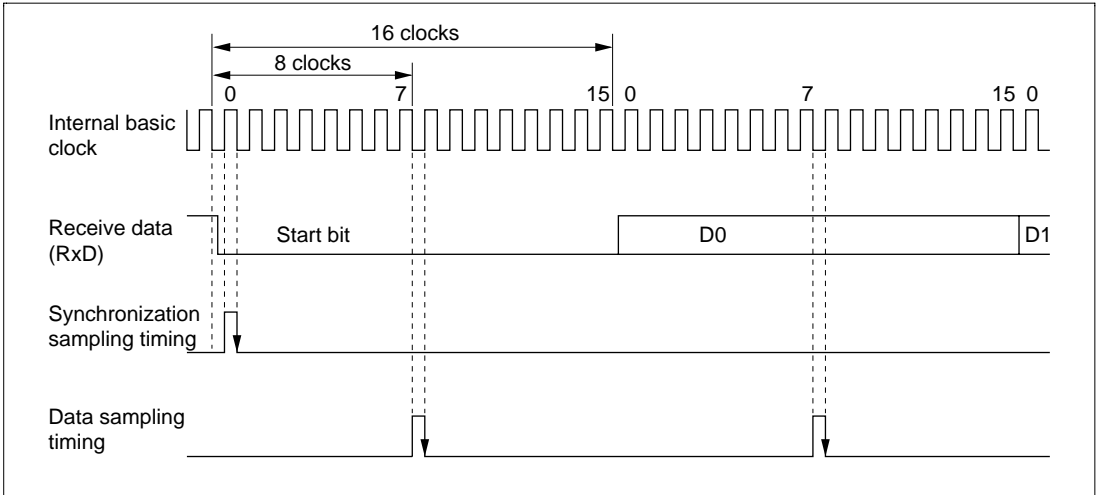 16 clocks
8 clocks
0 7 15 0 7 15 0
Internal basic
clock
Receive data
(RxD)
Start bit D0 D1
Synchronization
sampling timing
Data sampling
timing